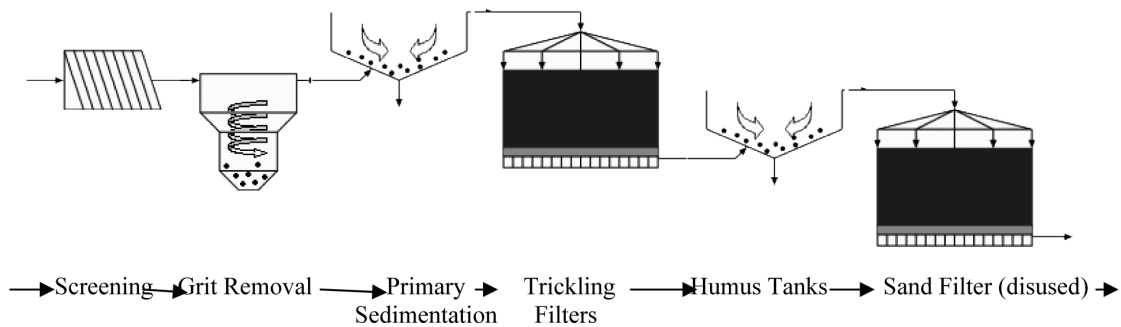 Screening Grit Removal Primary Trickling Humus Tanks Sand Filter (disused)
Sedimentation Filters